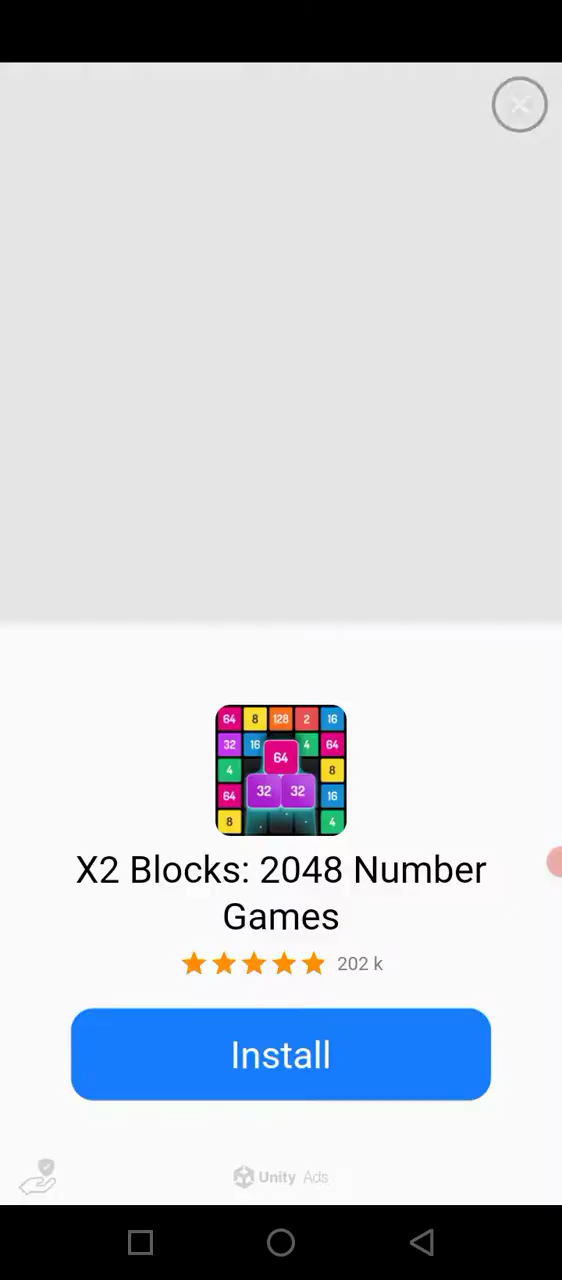 64 8 128 2 16
32 16 4 64
64
4 8
32 32
64 16
8 4
X2 Blocks: 2048 Number
Games
202 k
Install
Unity Ads